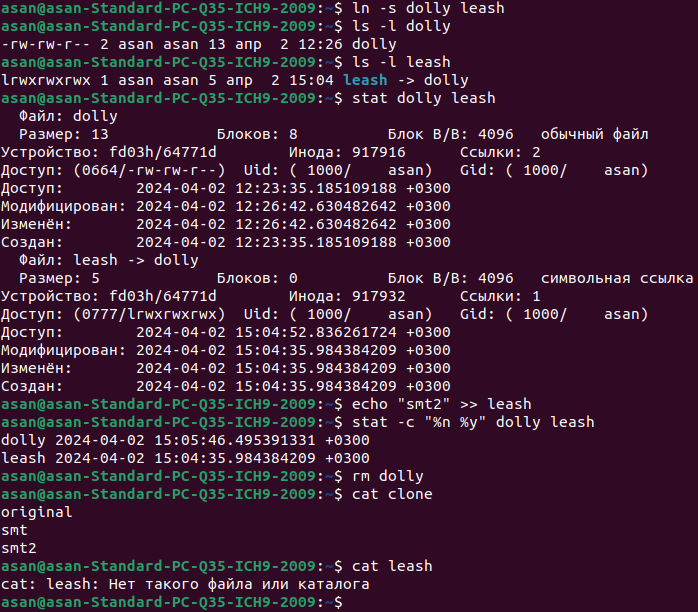 asan@asan-Standard-PC-Q35-ICH9-2009:~$ ln -s dolly leash
asan@asan-Standard-PC-Q35-ICH9-2009:~$ ls -l dolly
-rw-rw-r-- 2 asan asan 13 апр  2 12:26 dolly
asan@asan-Standard-PC-Q35-ICH9-2009:~$ ls -l leash
lrwxrwxrwx 1 asan asan 5 апр  2 15:04 leash -> dolly
asan@asan-Standard-PC-Q35-ICH9-2009:~$ stat dolly leash
  Файл: dolly
  Размер: 13            Блоков: 8          Блок В/В: 4096   обычный файл
Устройство: fd03h/64771d        Инода: 917916      Ссылки: 2
Доступ: (0664/-rw-rw-r--)  Uid: ( 1000/    asan)   Gid: ( 1000/    asan)
Доступ:        2024-04-02 12:23:35.185109188 +0300
Модифицирован: 2024-04-02 12:26:42.630482642 +0300
Изменён:       2024-04-02 12:26:42.630482642 +0300
Создан:        2024-04-02 12:23:35.185109188 +0300
  Файл: leash -> dolly
  Размер: 5             Блоков: 0          Блок В/В: 4096   символьная ссылка
Устройство: fd03h/64771d        Инода: 917932      Ссылки: 1
Доступ: (0777/lrwxrwxrwx)  Uid: ( 1000/    asan)   Gid: ( 1000/    asan)
Доступ:        2024-04-02 15:04:52.836261724 +0300
Модифицирован: 2024-04-02 15:04:35.984384209 +0300
Изменён:       2024-04-02 15:04:35.984384209 +0300
Создан:        2024-04-02 15:04:35.984384209 +0300
asan@asan-Standard-PC-Q35-ICH9-2009:~$ echo "smt2" >> leash
asan@asan-Standard-PC-Q35-ICH9-2009:~$ stat -c "%n %y" dolly leash
dolly 2024-04-02 15:05:46.495391331 +0300
leash 2024-04-02 15:04:35.984384209 +0300
asan@asan-Standard-PC-Q35-ICH9-2009:~$ rm dolly
asan@asan-Standard-PC-Q35-ICH9-2009:~$ cat clone
original
smt
smt2
asan@asan-Standard-PC-Q35-ICH9-2009:~$ cat leash
cat: leash: Нет такого файла или каталога
asan@asan-Standard-PC-Q35-ICH9-2009:~$